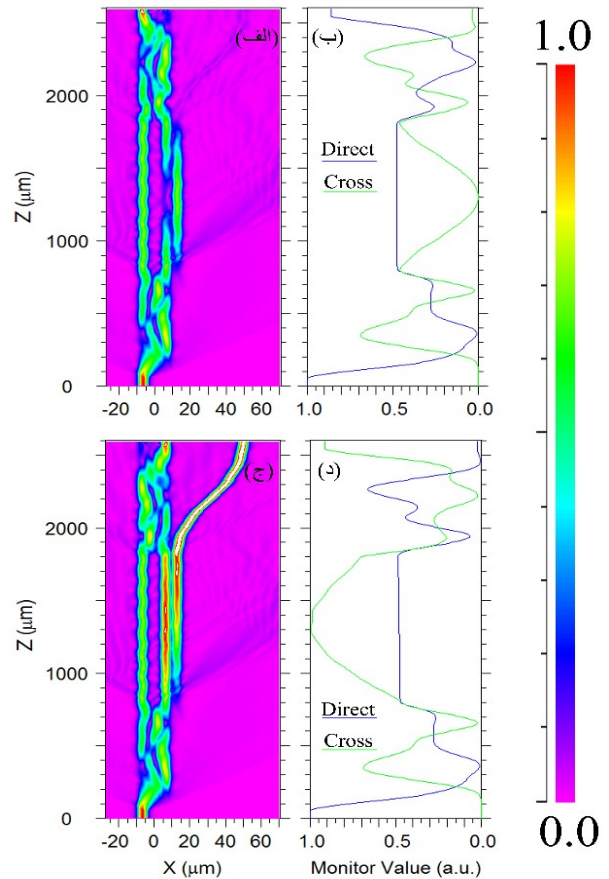 (الف)
(ب)
1.0
Z (μm)
2000
1000
0
Direct
Cross
-20 0 20 40 60
1.0 0.5 0.0
(ج)
(د)
Z (μm)
2000
1000
0
Direct
Cross
-20 0 20 40 60
1.0 0.5 0.0
X (μm)
Monitor Value (a.u.)
0.0